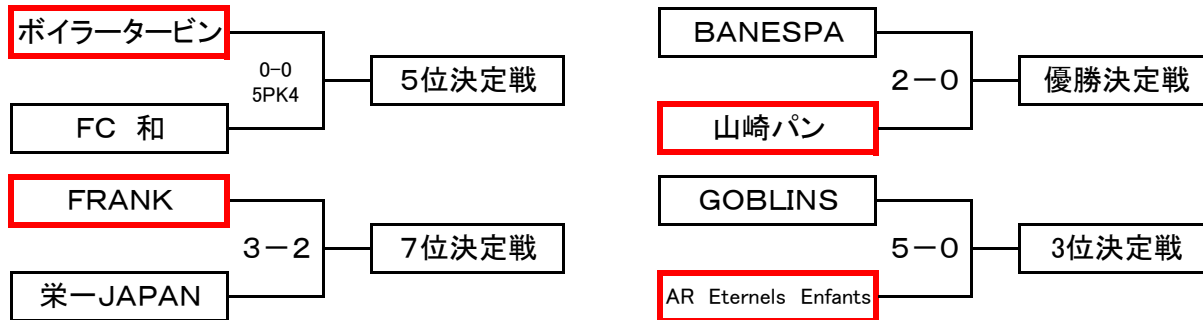 ボイラータービン
0-0
5PK4
5位決定戦
FC 和
FRANK
3-2
7位決定戦
栄一JAPAN
BANESPA
2-0
優勝決定戦
山崎パン
GOBLINS
5-0
3位決定戦
AR Eternels Enfants